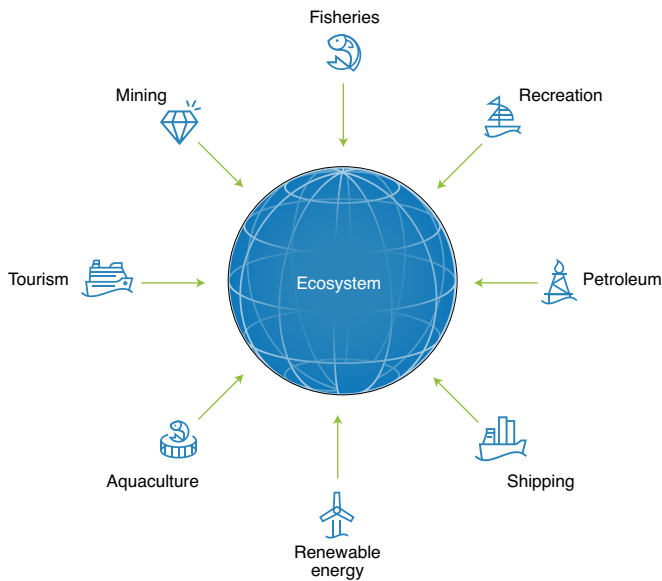 Fisheries
Mining
Recreation
Tourism
Ecosystem
Petroleum
Aquaculture
Shipping
Renewable
energy